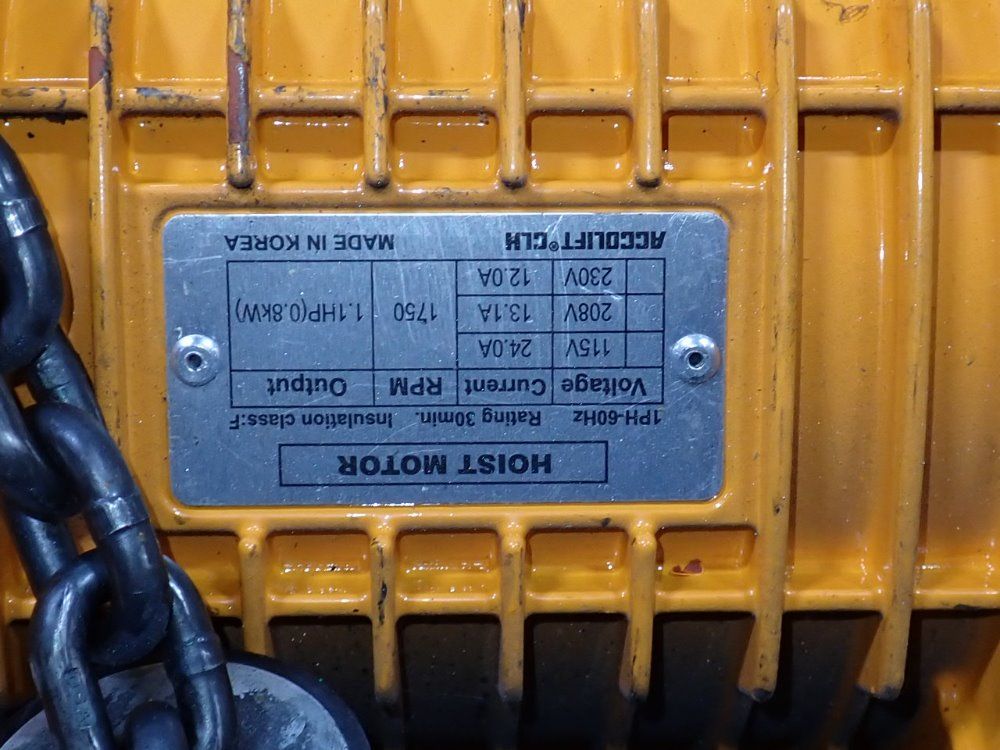 HOIST MOTOR
1PH-60Hz Rating 30min. Insulation class:F
Voltage Current RPM Output
115V 24.0A
208V 13.1A 1750 1.1HP(0.8kW)
230V 12.0A
ACCOLIFT® CLH MADE IN KOREA